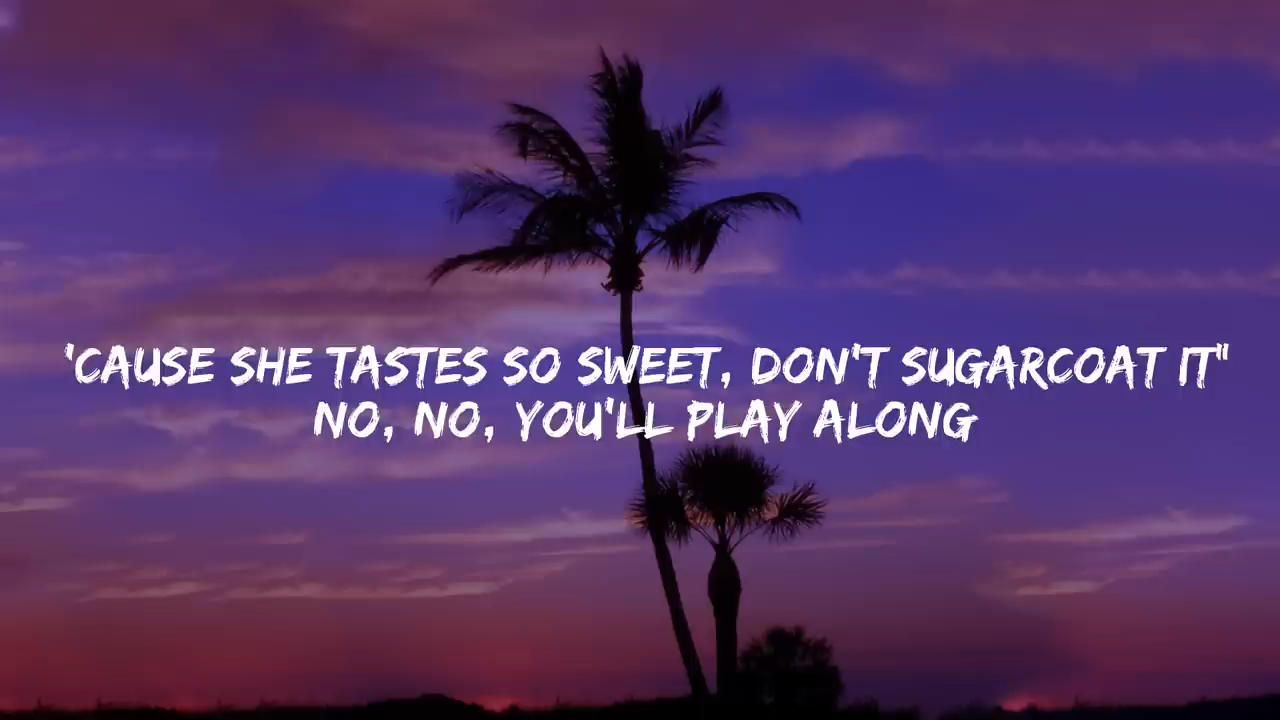 'CAUSE SHE TASTES SO SWEET, DON'T SUGARCOAT IT"
NO, NO, YOU'LL PLAY ALONG